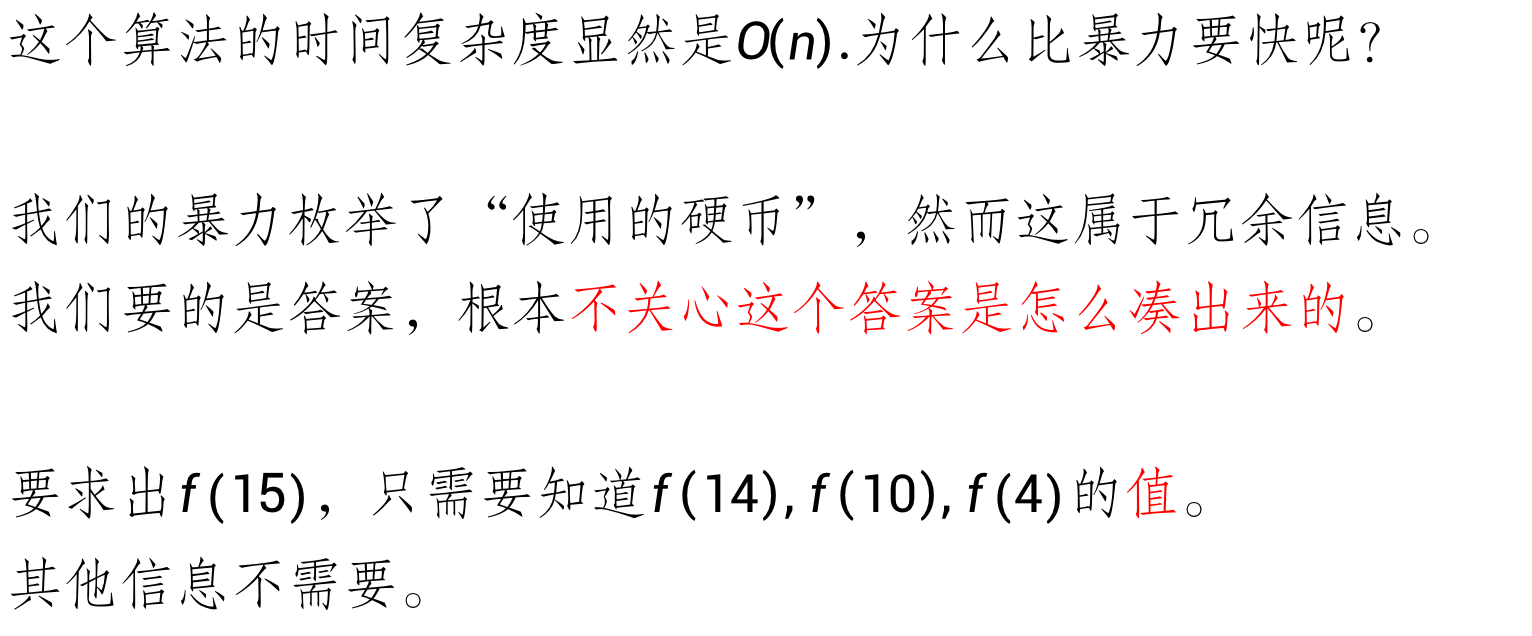 这个算法的时间复杂度显然是O(n).为什么比暴力要快呢？
我们的暴力枚举了“使用的硬币”，然而这属于冗余信息。
我们要的是答案，根本不关心这个答案是怎么凑出来的。
要求出f(15)，只需要知道f(14),f(10),f(4)的值。
其他信息不需要。